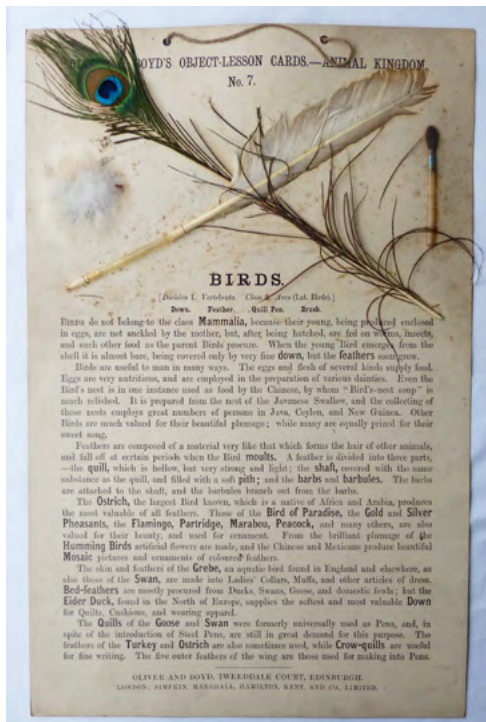 BOYD'S OBJECT-LESSON CARDS.—ANIMAL KINGDOM.
No. 7.
BIRDS.
[Division I. Vertebrata. Class 2. Aves (Lat. Birds).]
Down. Feather. Quill Pen. Brush.
BIRDS do not belong to the class Mammalia, because their young, being produced enclosed
in eggs, are not suckled by the mother, but, after being hatched, are fed on worms, insects,
and such other food as the parent Birds procure. When the young Bird emerges from the
shell it is almost bare, being covered only by very fine down, but the feathers soon grow.
Birds are useful to man in many ways. The eggs and flesh of several kinds supply food.
Eggs are very nutritious, and are employed in the preparation of various dainties. Even the
Bird's nest is in one instance used as food by the Chinese, by whom "Bird's-nest soup" is
much relished. It is prepared from the nest of the Javanese Swallow, and the collecting of
these nests employs great numbers of persons in Java, Ceylon, and New Guinea. Other
Birds are much valued for their beautiful plumage; while many are equally prized for their
sweet song.
Feathers are composed of a material very like that which forms the hair of other animals,
and fall off at certain periods when the Bird moults. A feather is divided into three parts,
—the quill, which is hollow, but very strong and light; the shaft, covered with the same
substance as the quill, and filled with a soft pith; and the barbs and barbules. The barbs
are attached to the shaft, and the barbules branch out from the barbs.
The Ostrich, the largest Bird known, which is a native of Africa and Arabia, produces
the most valuable of all feathers. Those of the Bird of Paradise, the Gold and Silver
Pheasants, the Flamingo, Partridge, Marabou, Peacock, and many others, are also
valued for their beauty, and used for ornament. From the brilliant plumage of the
Humming Birds artificial flowers are made, and the Chinese and Mexicans produce beautiful
Mosaic pictures and ornaments of coloured feathers.
The skin and feathers of the Grebe, an aquatic bird found in England and elsewhere, as
also those of the Swan, are made into Ladies' Collars, Muffs, and other articles of dress.
Bed-feathers are mostly procured from Ducks, Swans, Geese, and domestic fowls; but the
Eider Duck, found in the North of Europe, supplies the softest and most valuable Down
for Quilts, Cushions, and wearing apparel.
The Quills of the Goose and Swan were formerly universally used as Pens, and, in
spite of the introduction of Steel Pens, are still in great demand for this purpose. The
feathers of the Turkey and Ostrich are also sometimes used, while Crow-quills are useful
for fine writing. The five outer feathers of the wing are those used for making into Pens.
OLIVER AND BOYD, TWEEDDALE COURT, EDINBURGH.
LONDON: SIMPKIN, MARSHALL, HAMILTON, KENT, AND CO., LIMITED.